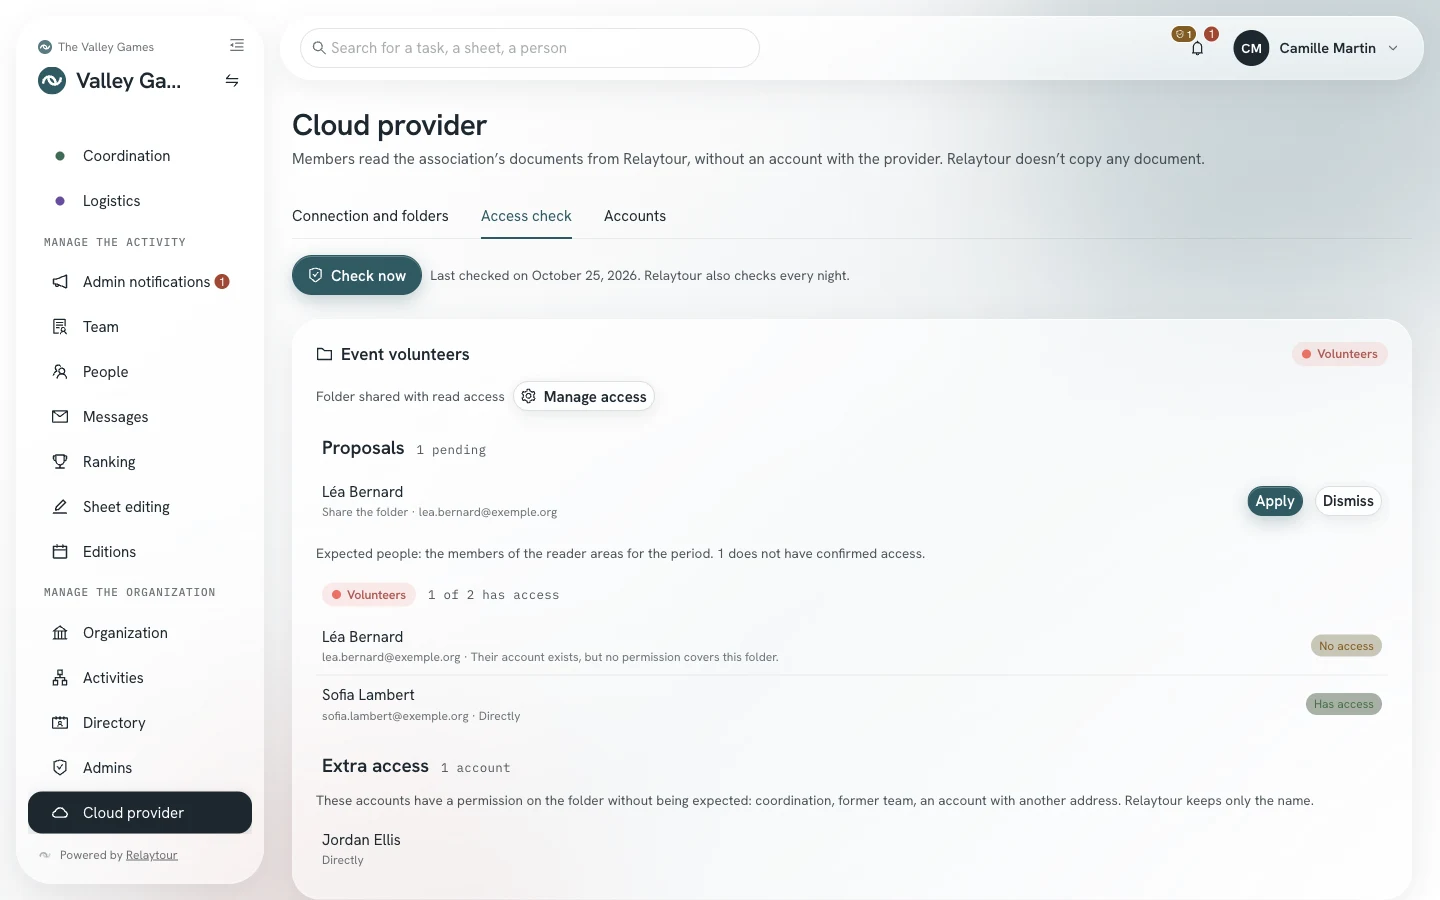 The Valley Games
Valley Ga...
Coordination
Logistics
MANAGE THE ACTIVITY
Admin notifications 1
Team
People
Messages
Ranking
Sheet editing
Editions
MANAGE THE ORGANIZATION
Organization
Activities
Directory
Admins
Cloud provider
Powered by Relaytour
Search for a task, a sheet, a person
1
1
CM
Camille Martin
Cloud provider
Members read the association’s documents from Relaytour, without an account with the provider. Relaytour doesn’t copy any document.
Connection and folders Access check Accounts
Check now Last checked on October 25, 2026. Relaytour also checks every night.
Event volunteers Volunteers
Folder shared with read access Manage access
Proposals 1 pending
Léa Bernard
Share the folder · lea.bernard@exemple.org
Apply Dismiss
Expected people: the members of the reader areas for the period. 1 does not have confirmed access.
Volunteers 1 of 2 has access
Léa Bernard
lea.bernard@exemple.org · Their account exists, but no permission covers this folder.
No access
Sofia Lambert
sofia.lambert@exemple.org · Directly
Has access
Extra access 1 account
These accounts have a permission on the folder without being expected: coordination, former team, an account with another address. Relaytour keeps only the name.
Jordan Ellis
Directly